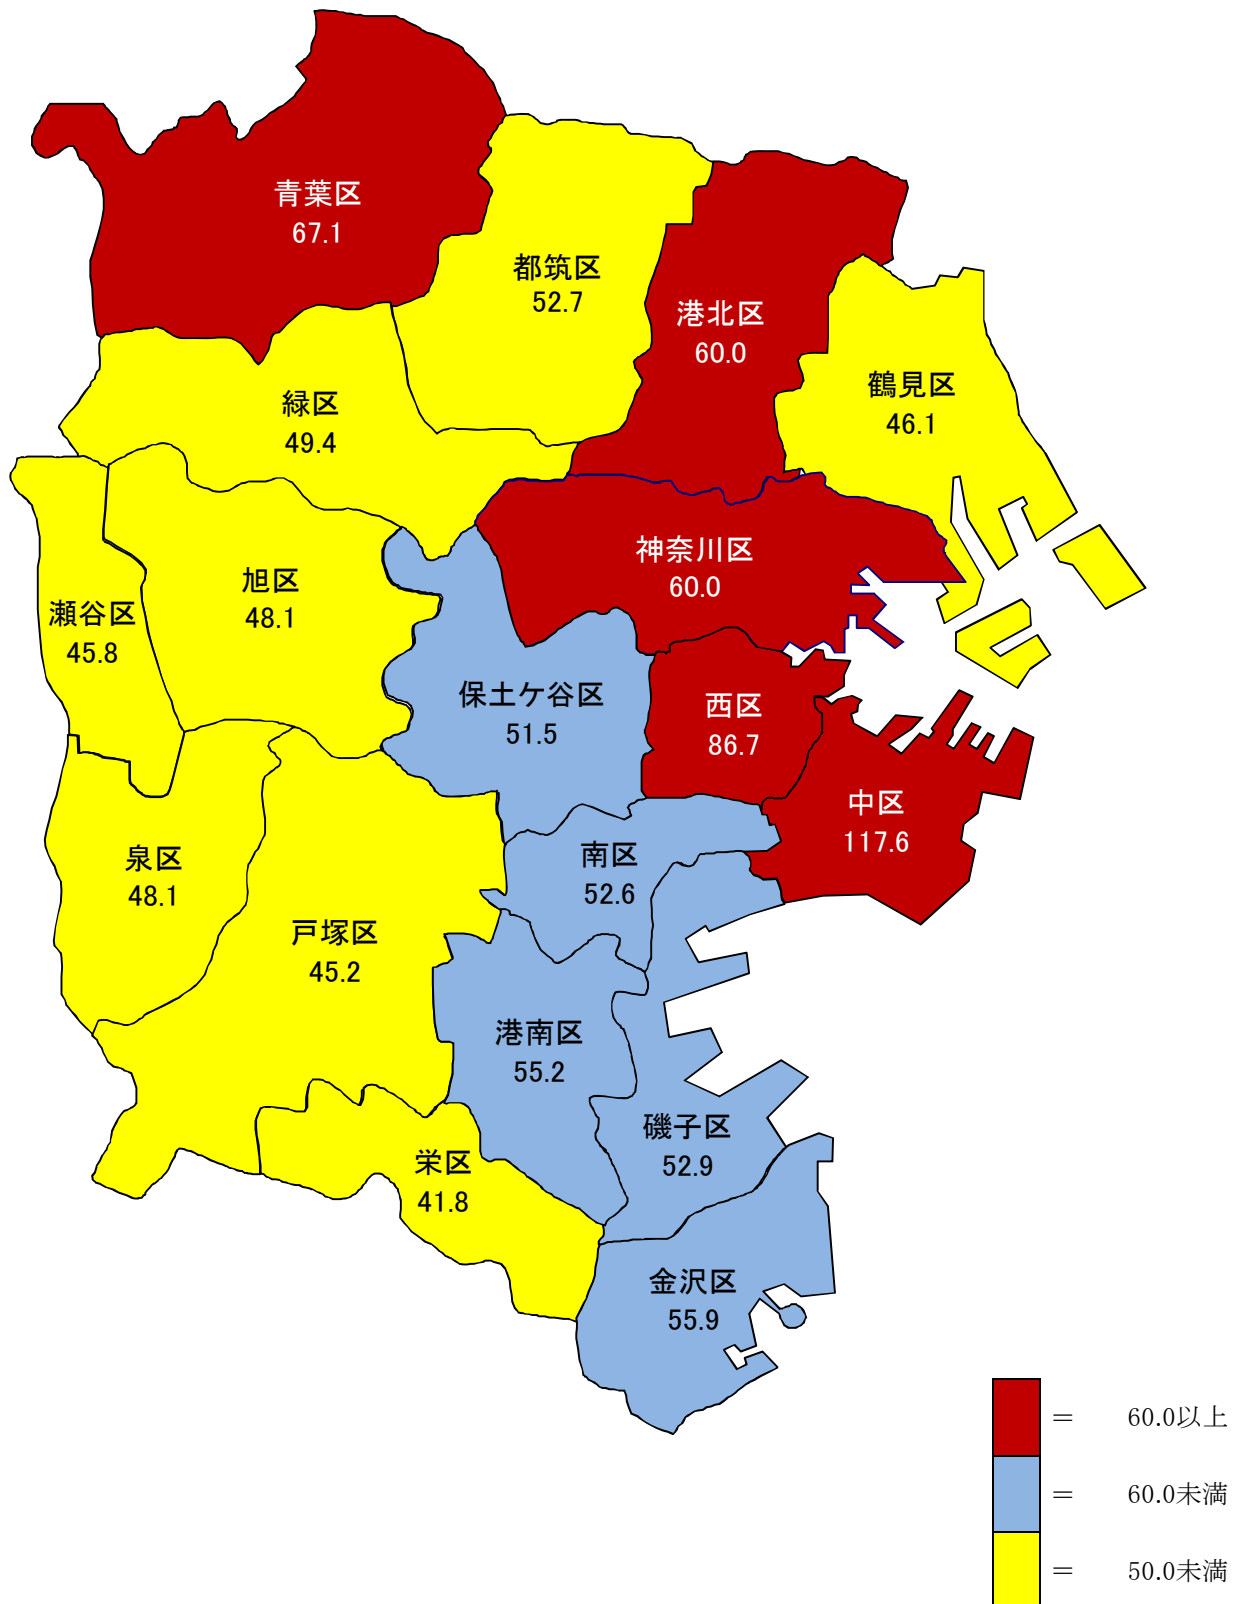 青葉区
67.1
都筑区
52.7
港北区
60.0
鶴見区
46.1
緑区
49.4
神奈川区
60.0
旭区
48.1
瀬谷区
45.8
保土ケ谷区
51.5
西区
86.7
中区
117.6
泉区
48.1
南区
52.6
戸塚区
45.2
港南区
55.2
磯子区
52.9
栄区
41.8
金沢区
55.9
＝ 60.0以上
＝ 60.0未満
＝ 50.0未満